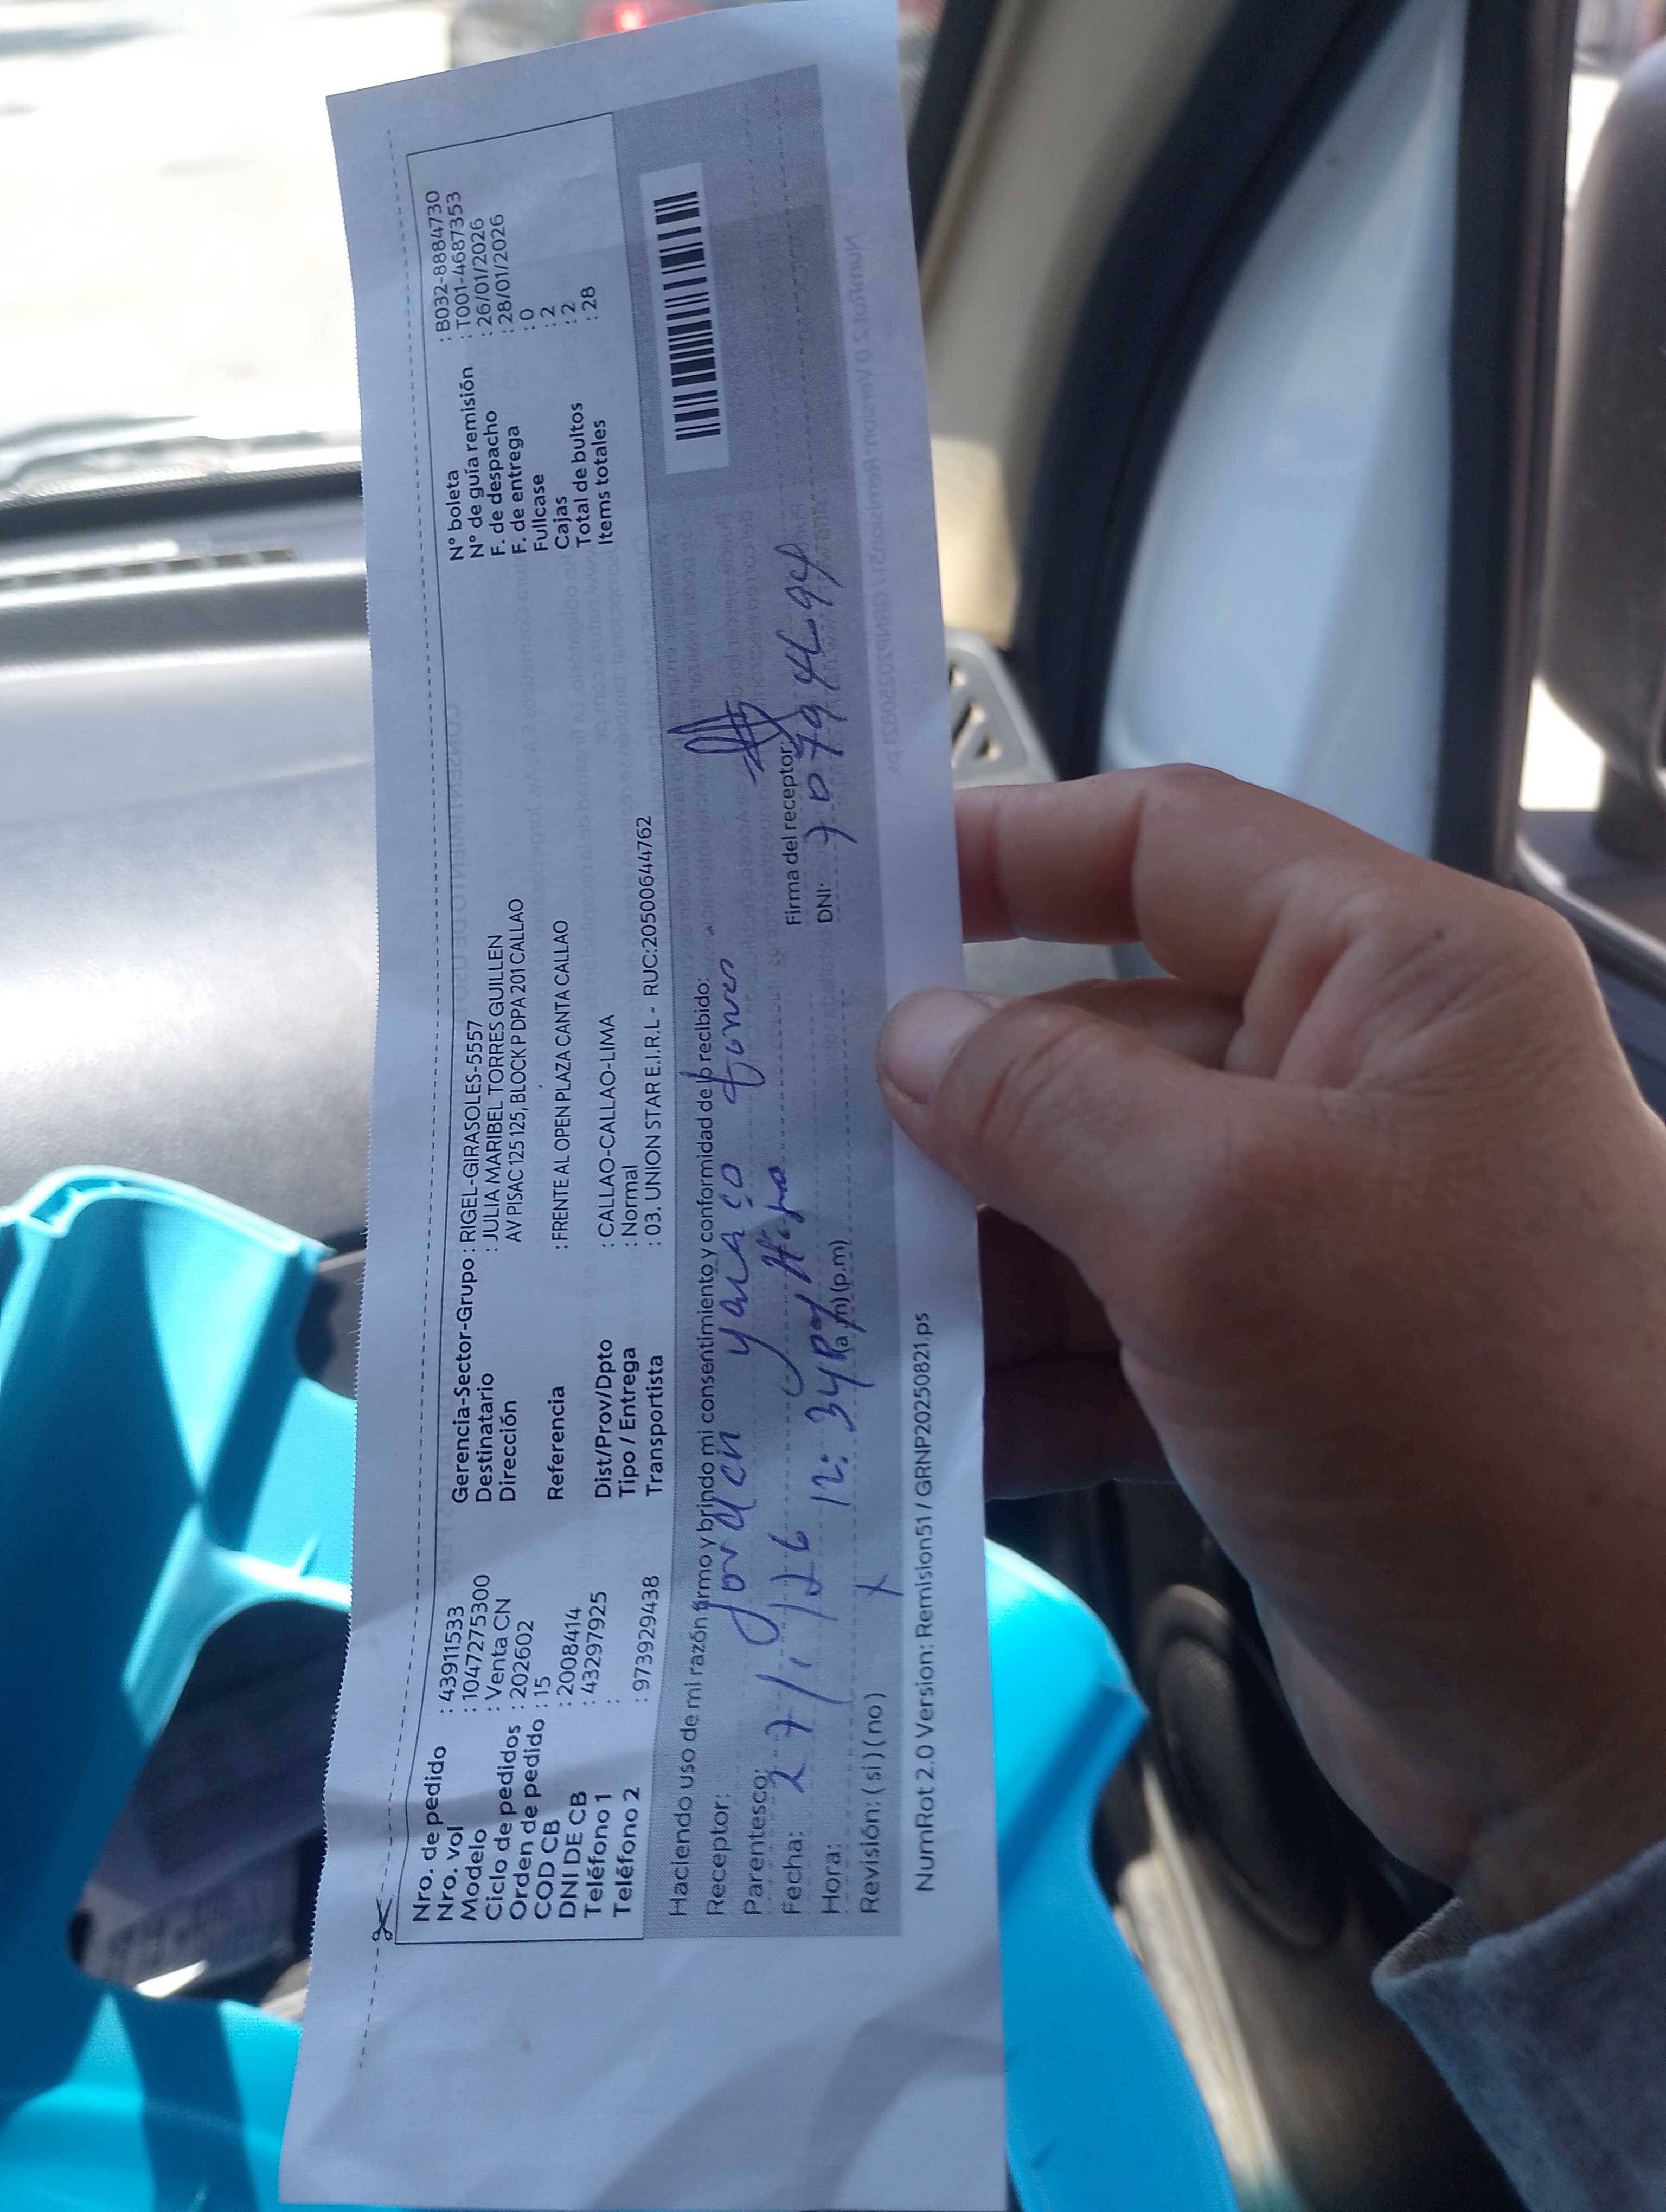 Nro. de pedido : 43911533
Nro. vol : 1047275300
Modelo : Venta CN
Ciclo de pedidos : 202602
Orden de pedido : 15
COD CB : 2008414
DNI DE CB : 43297925
Teléfono 1 :
Teléfono 2 : 973929438
Gerencia-Sector-Grupo : RIGEL-GIRASOLES-5557
Destinatario : JULIA MARIBEL TORRES GUILLEN
Dirección AV PISAC 125 125, BLOCK P DPA 201 CALLAO
Referencia : FRENTE AL OPEN PLAZA CANTA CALLAO
Dist/Prov/Dpto : CALLAO-CALLAO-LIMA
Tipo / Entrega : Normal
Transportista : 03. UNION STAR E.I.R.L - RUC:20500644762
N° boleta : B032-8884730
N° de guía remisión : T001-4687353
F. de despacho : 26/01/2026
F. de entrega : 28/01/2026
Fullcase : 0
Cajas : 2
Total de bultos : 2
Items totales : 28
Haciendo uso de mi razón firmo y brindo mi consentimiento y conformidad de lo recibido:
Receptor: Jorden Yauaso
Parentesco: Hijo
Fecha: 27/1/26
Hora: 12:34 (a.m) (p.m)
Revisión: (si) (no) x
Firma del receptor:
DNI:
NumRot 2.0 Version: Remision51 / GRNP20250821.ps